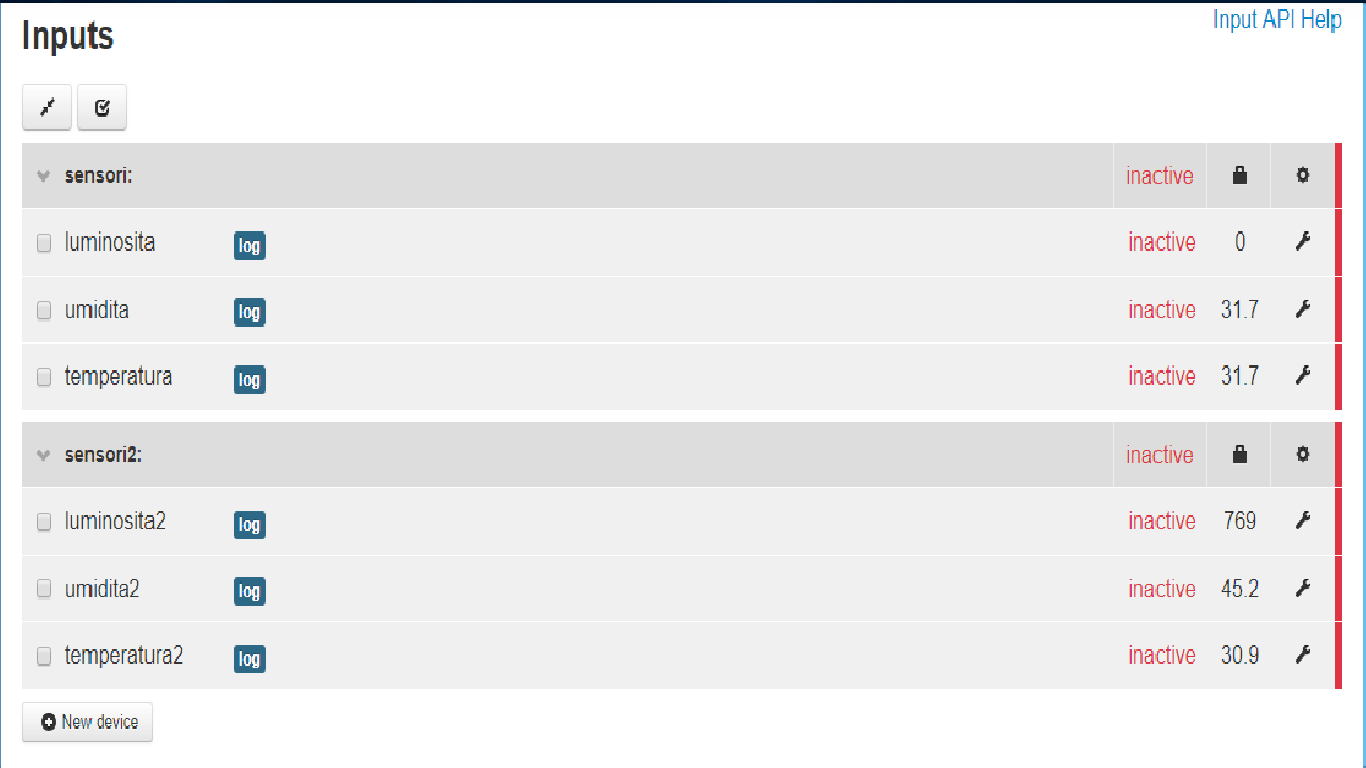 Input API Help
Inputs
sensori: inactive
luminosita log inactive 0
umidita log inactive 31.7
temperatura log inactive 31.7
sensori2: inactive
luminosita2 log inactive 769
umidita2 log inactive 45.2
temperatura2 log inactive 30.9
New device